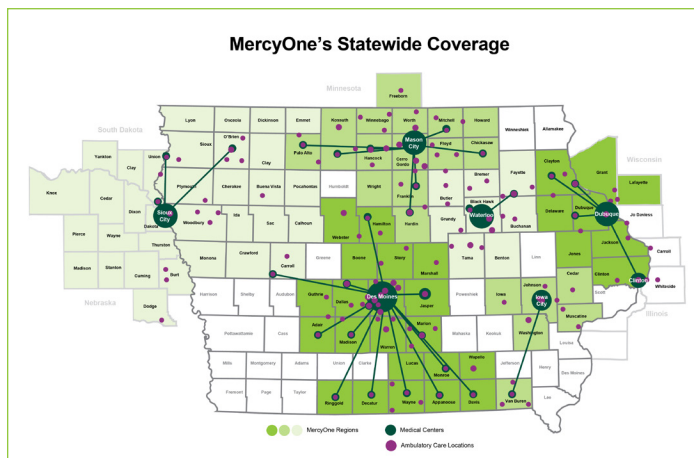 MercyOne's Statewide Coverage
Minnesota
Freeborn
South Dakota
Lyon
Osceola
Dickinson
Emmet
Kossuth
Winnebago
Worth
Mitchell
Howard
Winneshiek
Allamakee
Sioux
O'Brien
Clay
Palo Alto
Hancock
Mason
City
Cerro
Gordo
Floyd
Chickasaw
Wisconsin
Yankton
Clay
Union
Plymouth
Cherokee
Buena Vista
Pocahontas
Humboldt
Wright
Franklin
Butler
Bremer
Fayette
Clayton
Grant
Lafayette
Knox
Cedar
Dixon
Dakota
Sioux
City
Woodbury
Ida
Sac
Calhoun
Webster
Hamilton
Hardin
Grundy
Black Hawk
Waterloo
Buchanan
Delaware
Dubuque
Dubuque
Jo Daviess
Pierce
Wayne
Thurston
Madison
Stanton
Cuming
Burt
Monona
Crawford
Carroll
Greene
Boone
Story
Marshall
Tama
Benton
Linn
Jones
Jackson
Carroll
Nebraska
Dodge
Harrison
Shelby
Audubon
Guthrie
Dallas
Des Moines
Jasper
Poweshiek
Iowa
Johnson
Iowa
City
Cedar
Clinton
Clinton
Scott
Whiteside
Illinois
Pottawattamie
Cass
Adair
Madison
Warren
Marion
Mahaska
Keokuk
Washington
Muscatine
Louisa
Mills
Montgomery
Adams
Union
Clarke
Lucas
Monroe
Wapello
Jefferson
Henry
Des Moines
Fremont
Page
Taylor
Ringgold
Decatur
Wayne
Appanoose
Davis
Van Buren
Lee
MercyOne Regions
Medical Centers
Ambulatory Care Locations